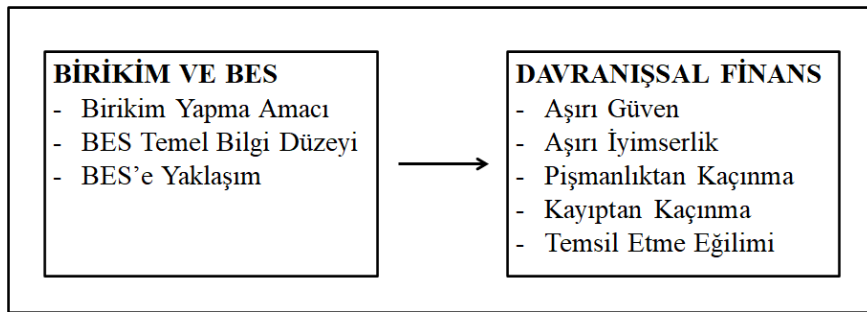 BİRİKİM VE BES
- Birikim Yapma Amacı
- BES Temel Bilgi Düzeyi
- BES’e Yaklaşım
DAVRANIŞSAL FİNANS
- Aşırı Güven
- Aşırı İyimserlik
- Pişmanlıktan Kaçınma
- Kayıptan Kaçınma
- Temsil Etme Eğilimi